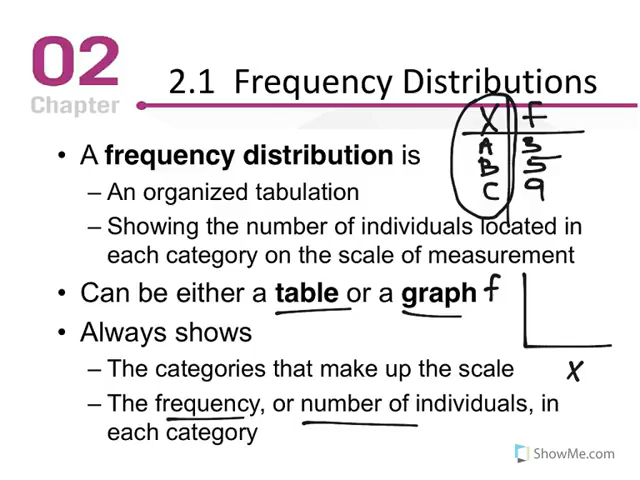 02
Chapter
2.1 Frequency Distributions
X F
A 3
B 5
C 9
• A frequency distribution is
– An organized tabulation
– Showing the number of individuals located in
each category on the scale of measurement
• Can be either a table or a graph
f
X
• Always shows
– The categories that make up the scale
– The frequency, or number of individuals, in
each category
ShowMe.com